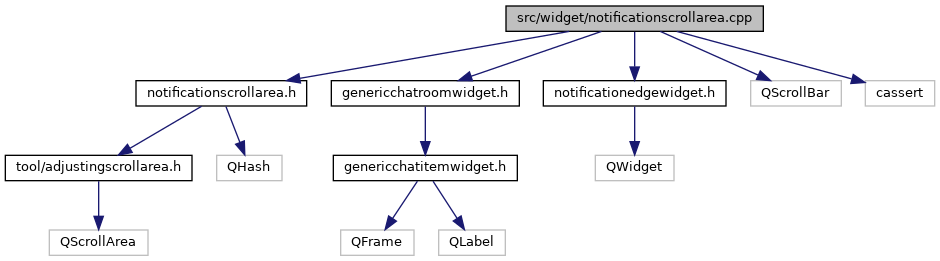 src/widget/notificationscrollarea.cpp
notificationscrollarea.h
genericchatroomwidget.h
notificationedgewidget.h
QScrollBar
cassert
tool/adjustingscrollarea.h
QHash
genericchatitemwidget.h
QWidget
QScrollArea
QFrame
QLabel